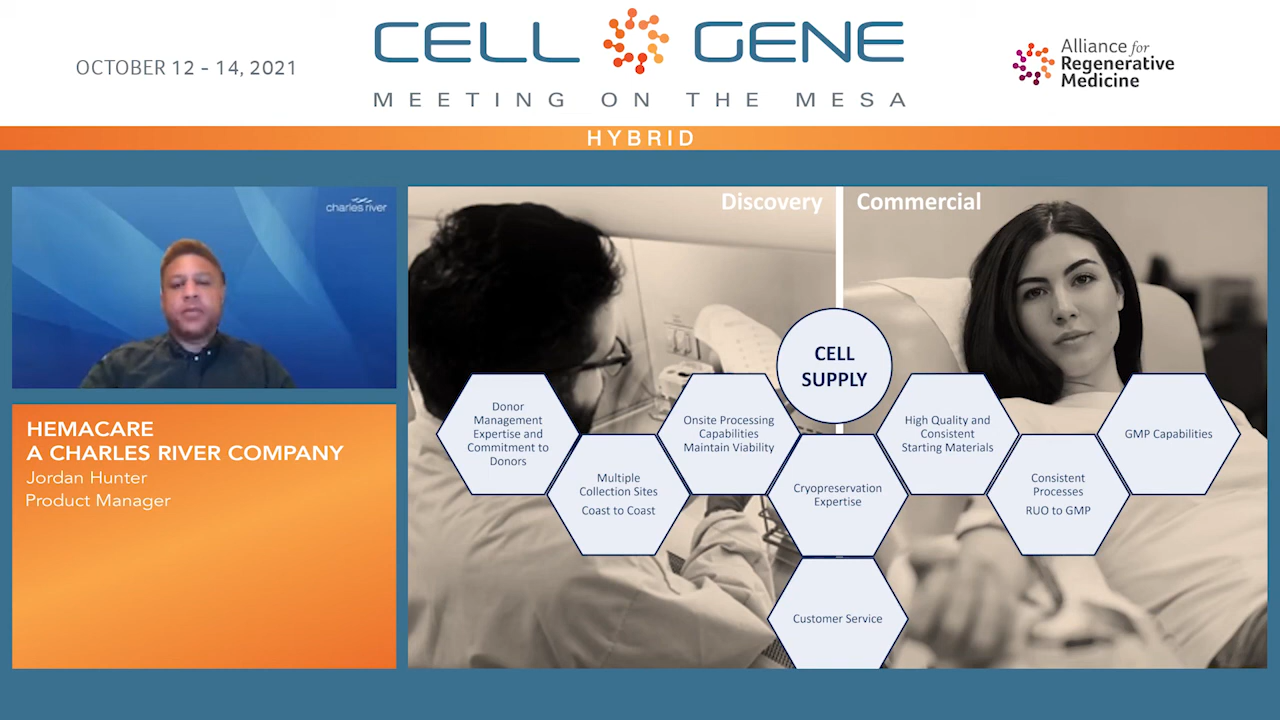 OCTOBER 12 - 14, 2021
CELL GENE
MEETING ON THE MESA
Alliance for
Regenerative
Medicine
HYBRID
charles river
HEMACARE
A CHARLES RIVER COMPANY
Jordan Hunter
Product Manager
Discovery
Commercial
CELL
SUPPLY
Donor
Management
Expertise and
Commitment to
Donors
Multiple
Collection Sites
Coast to Coast
Onsite Processing
Capabilities
Maintain Viability
Cryopreservation
Expertise
High Quality and
Consistent
Starting Materials
Consistent
Processes
RUO to GMP
GMP Capabilities
Customer Service